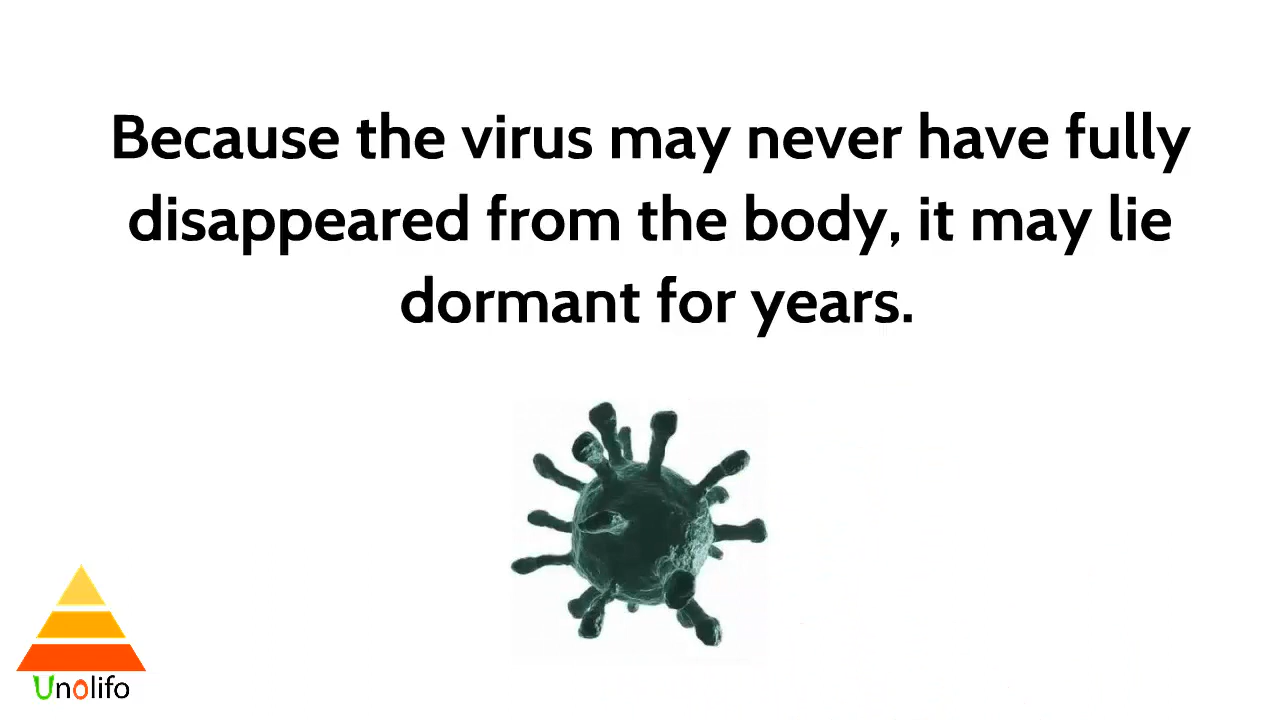 Because the virus may never have fully
disappeared from the body, it may lie
dormant for years.
Unolifo